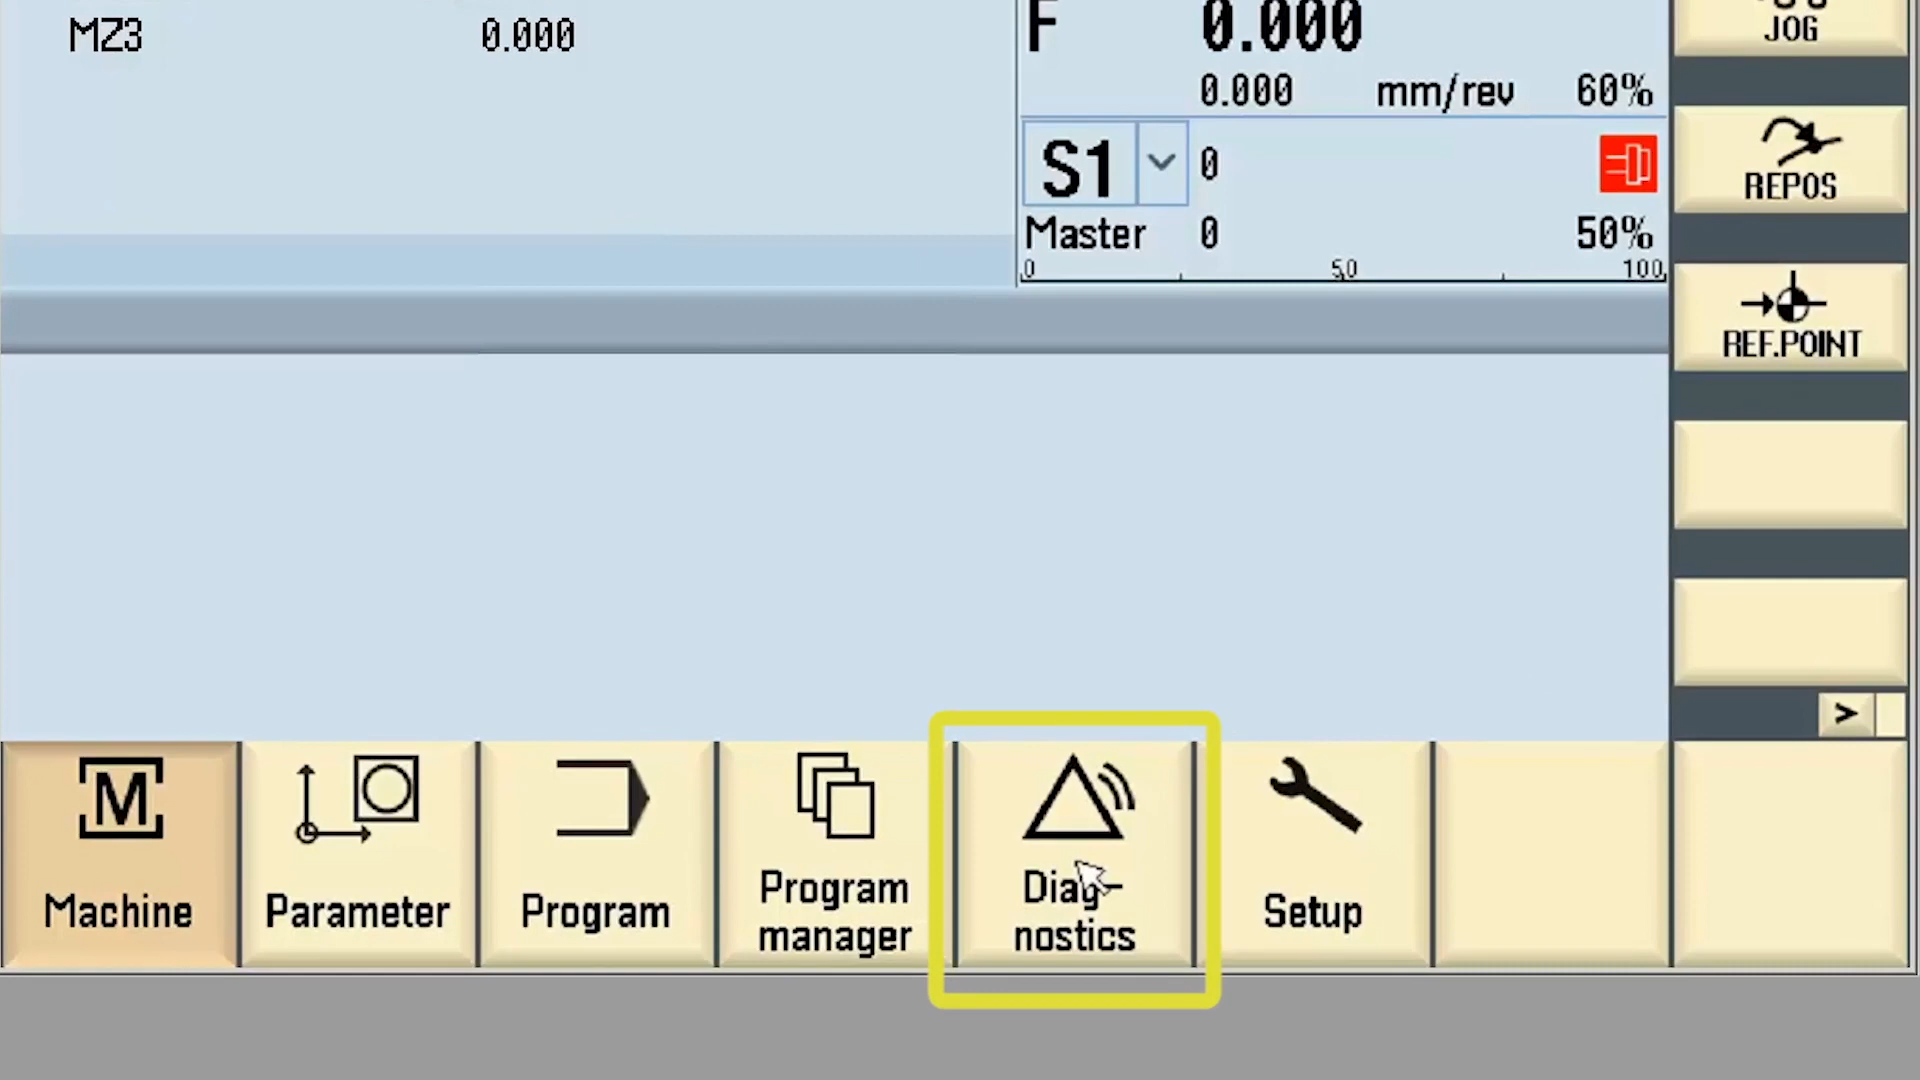 MZ3 0.000
F 0.000
0.000 mm/rev 60%
S1 0
Master 0 50%
0 50 100
JOG
REPOS
REF.POINT
>
M
Machine
Parameter
Program
Program
manager
Diag-
nostics
Setup